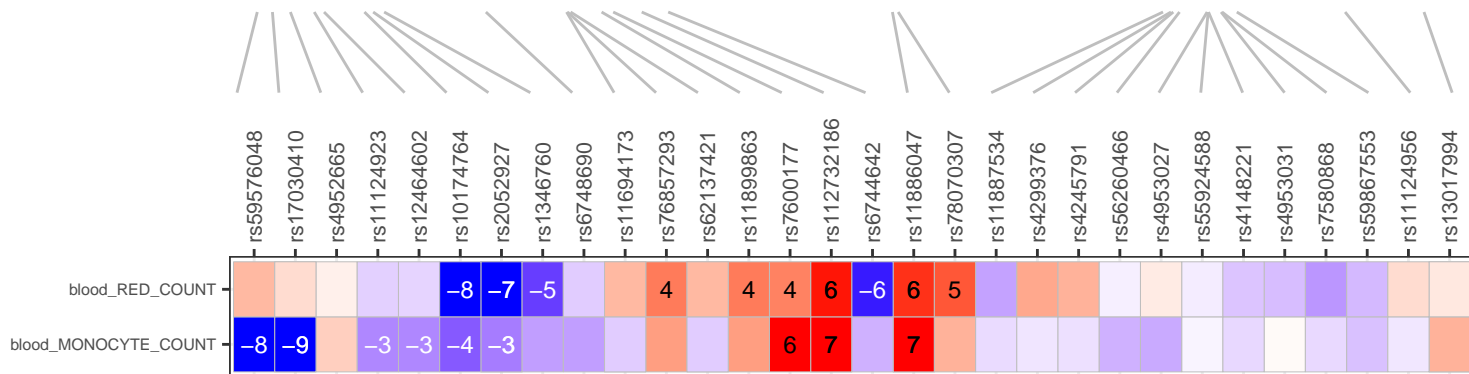 rs59576048 rs17030410 rs4952665 rs11124923 rs12464602 rs10174764 rs2052927 rs1346760 rs6748690 rs11694173 rs76857293 rs62137421 rs11899863 rs7600177 rs112732186 rs6744642 rs11886047 rs78070307 rs11887534 rs4299376 rs4245791 rs56260466 rs4953027 rs55924588 rs4148221 rs4953031 rs7580868 rs59867553 rs11124956 rs13017994
blood_RED_COUNT −8 −7 −5 4 4 4 6 −6 6 5
blood_MONOCYTE_COUNT −8 −9 −3 −3 −4 −3 6 7 7